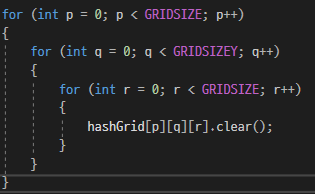 for (int p = 0; p < GRIDSIZE; p++)
{
for (int q = 0; q < GRIDSIZEY; q++)
{
for (int r = 0; r < GRIDSIZE; r++)
{
hashGrid[p][q][r].clear();
}
}
}